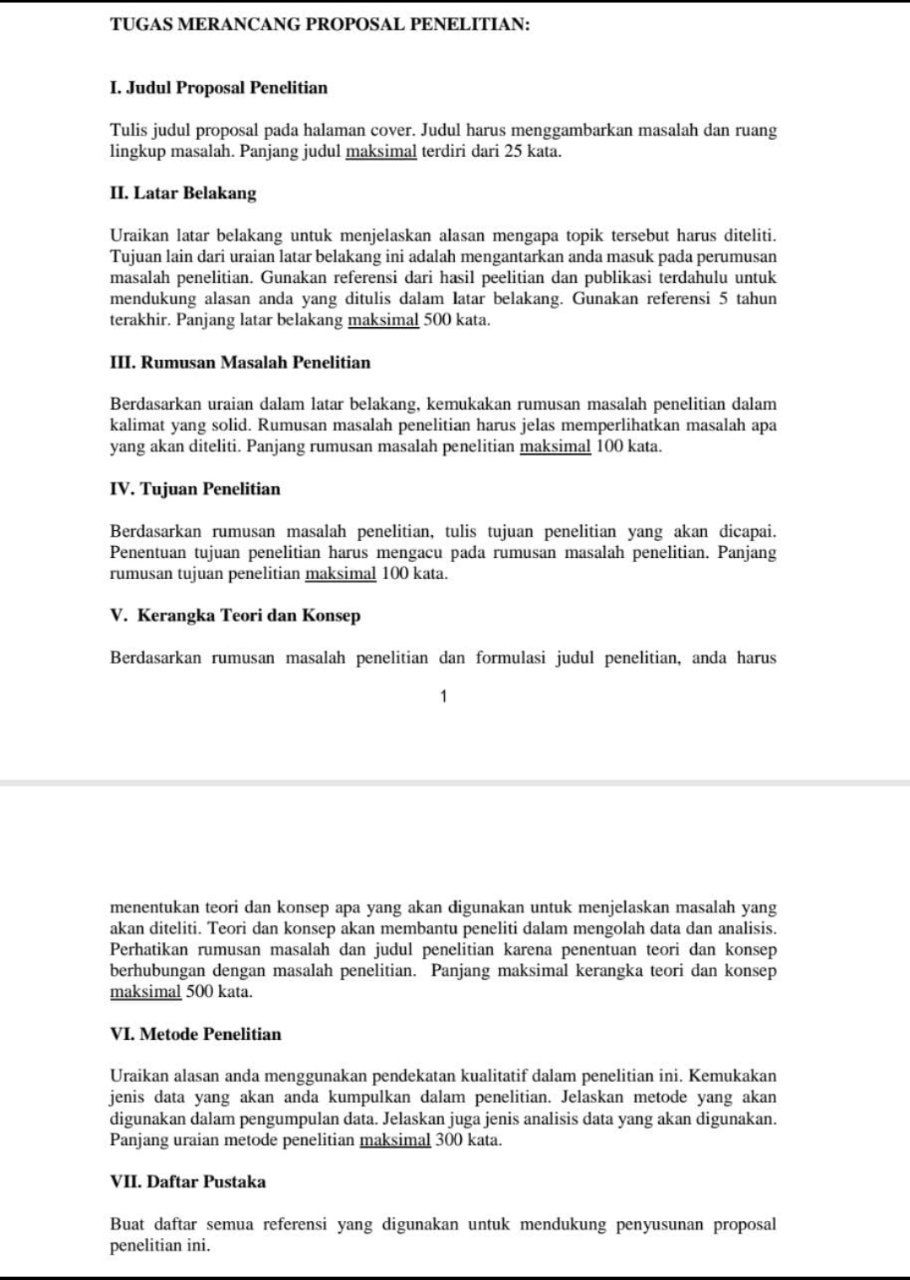 TUGAS MERANCANG PROPOSAL PENELITIAN:
I. Judul Proposal Penelitian
Tulis judul proposal pada halaman cover. Judul harus menggambarkan masalah dan ruang
lingkup masalah. Panjang judul maksimal terdiri dari 25 kata.
II. Latar Belakang
Uraikan latar belakang untuk menjelaskan alasan mengapa topik tersebut harus diteliti.
Tujuan lain dari uraian latar belakang ini adalah mengantarkan anda masuk pada perumusan
masalah penelitian. Gunakan referensi dari hasil peelitian dan publikasi terdahulu untuk
mendukung alasan anda yang ditulis dalam latar belakang. Gunakan referensi 5 tahun
terakhir. Panjang latar belakang maksimal 500 kata.
III. Rumusan Masalah Penelitian
Berdasarkan uraian dalam latar belakang, kemukakan rumusan masalah penelitian dalam
kalimat yang solid. Rumusan masalah penelitian harus jelas memperlihatkan masalah apa
yang akan diteliti. Panjang rumusan masalah penelitian maksimal 100 kata.
IV. Tujuan Penelitian
Berdasarkan rumusan masalah penelitian, tulis tujuan penelitian yang akan dicapai.
Penentuan tujuan penelitian harus mengacu pada rumusan masalah penelitian. Panjang
rumusan tujuan penelitian maksimal 100 kata.
V. Kerangka Teori dan Konsep
Berdasarkan rumusan masalah penelitian dan formulasi judul penelitian, anda harus
1
menentukan teori dan konsep apa yang akan digunakan untuk menjelaskan masalah yang
akan diteliti. Teori dan konsep akan membantu peneliti dalam mengolah data dan analisis.
Perhatikan rumusan masalah dan judul penelitian karena penentuan teori dan konsep
berhubungan dengan masalah penelitian. Panjang maksimal kerangka teori dan konsep
maksimal 500 kata.
VI. Metode Penelitian
Uraikan alasan anda menggunakan pendekatan kualitatif dalam penelitian ini. Kemukakan
jenis data yang akan anda kumpulkan dalam penelitian. Jelaskan metode yang akan
digunakan dalam pengumpulan data. Jelaskan juga jenis analisis data yang akan digunakan.
Panjang uraian metode penelitian maksimal 300 kata.
VII. Daftar Pustaka
Buat daftar semua referensi yang digunakan untuk mendukung penyusunan proposal
penelitian ini.